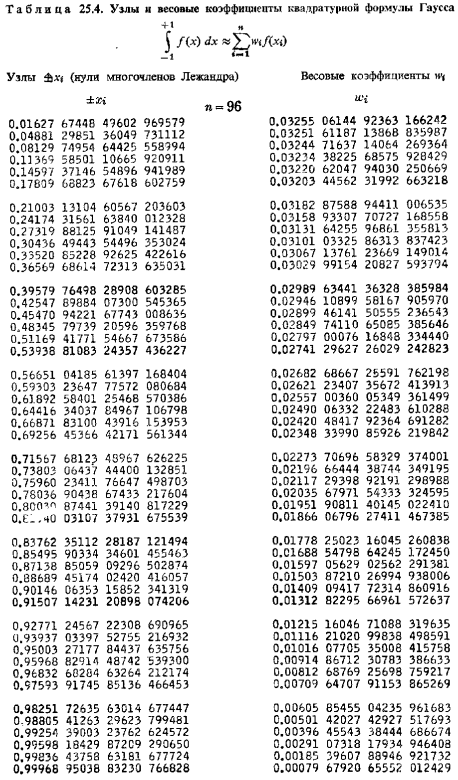 Таблица 25.4. Узлы и весовые коэффициенты квадратурной формулы Гаусса
+1 n
∫ f(x) dx ≈ ∑ wᵢf(xᵢ)
−1 i=1
Узлы ±xᵢ (нули многочленов Лежандра) Весовые коэффициенты wᵢ
±xᵢ n = 96 wᵢ
0.01627 67448 49602 969579 0.03255 06144 92363 166242
0.04881 29851 36049 731112 0.03251 61187 13868 835987
0.08129 74954 64425 558994 0.03244 71637 14064 269364
0.11369 58501 10665 920911 0.03234 38225 68575 928429
0.14597 37146 54896 941989 0.03220 62047 94030 250669
0.17809 68823 67618 602759 0.03203 44562 31992 663218
0.21003 13104 60567 203603 0.03182 87588 94411 006535
0.24174 31561 63840 012328 0.03158 93307 70727 168558
0.27319 88125 91049 141487 0.03131 64255 96861 355813
0.30436 49443 54496 353024 0.03101 03325 86313 837423
0.33520 85228 92625 422616 0.03067 13761 23669 149014
0.36569 68614 72313 635031 0.03029 99154 20827 593794
0.39579 76498 28908 603285 0.02989 63441 36328 385984
0.42547 89884 07300 545365 0.02946 10899 58167 905970
0.45470 94221 67743 008636 0.02899 46141 50555 236543
0.48345 79739 20596 359768 0.02849 74110 65085 385646
0.51169 41771 54667 673586 0.02797 00076 16848 334440
0.53938 81083 24357 436227 0.02741 29627 26029 242823
0.56651 04185 61397 168404 0.02682 68667 25591 762198
0.59303 23647 77572 080684 0.02621 23407 35672 413913
0.61892 58401 25468 570386 0.02557 00360 05349 361499
0.64416 34037 84967 106798 0.02490 06332 22483 610288
0.66871 83100 43916 153953 0.02420 48417 92364 691282
0.69256 45366 42171 561344 0.02348 33990 85926 219842
0.71567 68123 48967 626225 0.02273 70696 58329 374001
0.73803 06437 44400 132851 0.02196 66444 38744 349195
0.75960 23411 76647 498703 0.02117 29398 92191 298988
0.78036 90438 67433 217604 0.02035 67971 54333 324595
0.80030 87441 39140 817229 0.01951 90811 40145 022410
03107 37931 675539 0.01866 06796 27411 467385
0.83762 35112 28187 121494 0.01778 25023 16045 260838
0.85495 90334 34601 455463 0.01688 54798 64245 172450
0.87138 85059 09296 502874 0.01597 05629 02562 291381
0.88689 45174 02420 416057 0.01503 87210 26994 938006
0.90146 06353 15852 341319 0.01409 09417 72314 860916
0.91507 14231 20898 074206 0.01312 82295 66961 572637
0.92771 24567 22308 690965 0.01215 16046 71088 319635
0.93937 03397 52755 216932 0.01116 21020 99838 498591
0.95003 27177 84437 635756 0.01016 07705 35008 415758
0.95968 82914 48742 539300 0.00914 86712 30783 386633
0.96832 68284 63264 212174 0.00812 68769 25698 759217
0.97593 91745 85136 466453 0.00709 64707 91153 865269
0.98251 72635 63014 677447 0.00605 85455 04235 961683
0.98805 41263 29623 799481 0.00501 42027 42927 517693
0.99254 39003 23762 624572 0.00396 45543 38444 686674
0.99598 18429 87209 290650 0.00291 07318 17934 946408
0.99836 43758 63181 677724 0.00185 39607 88946 921732
0.99968 95038 83230 766828 0.00079 67920 65552 012429